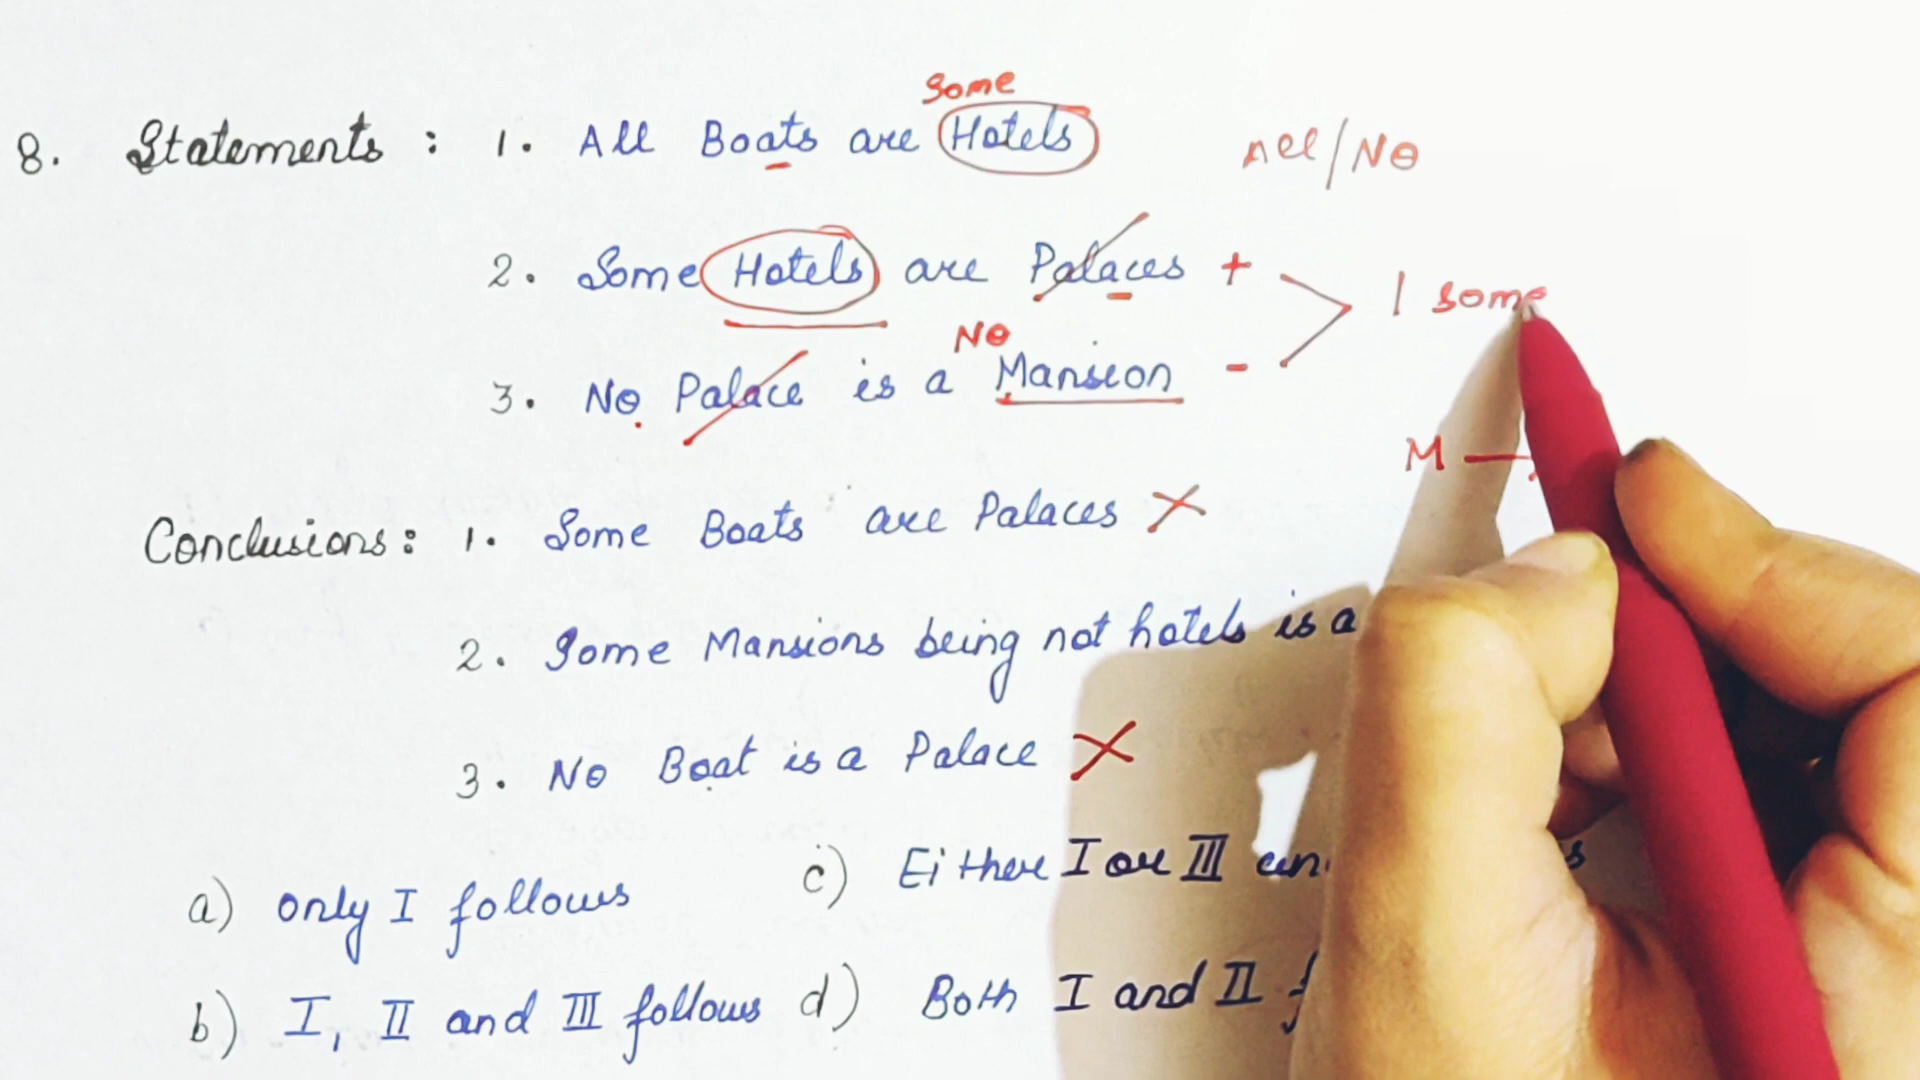 Some
8. Statements : 1. All Boats are Hotels All/No
2. Some Hotels are Palaces + 1 some
No
3. No Palace is a Mansion -
M
Conclusions: 1. Some Boats are Palaces X
2. Some Mansions being not hotels is a
3. No Boat is a Palace X
a) only I follows c) Either I or III
b) I, II and III follows d) Both I and II